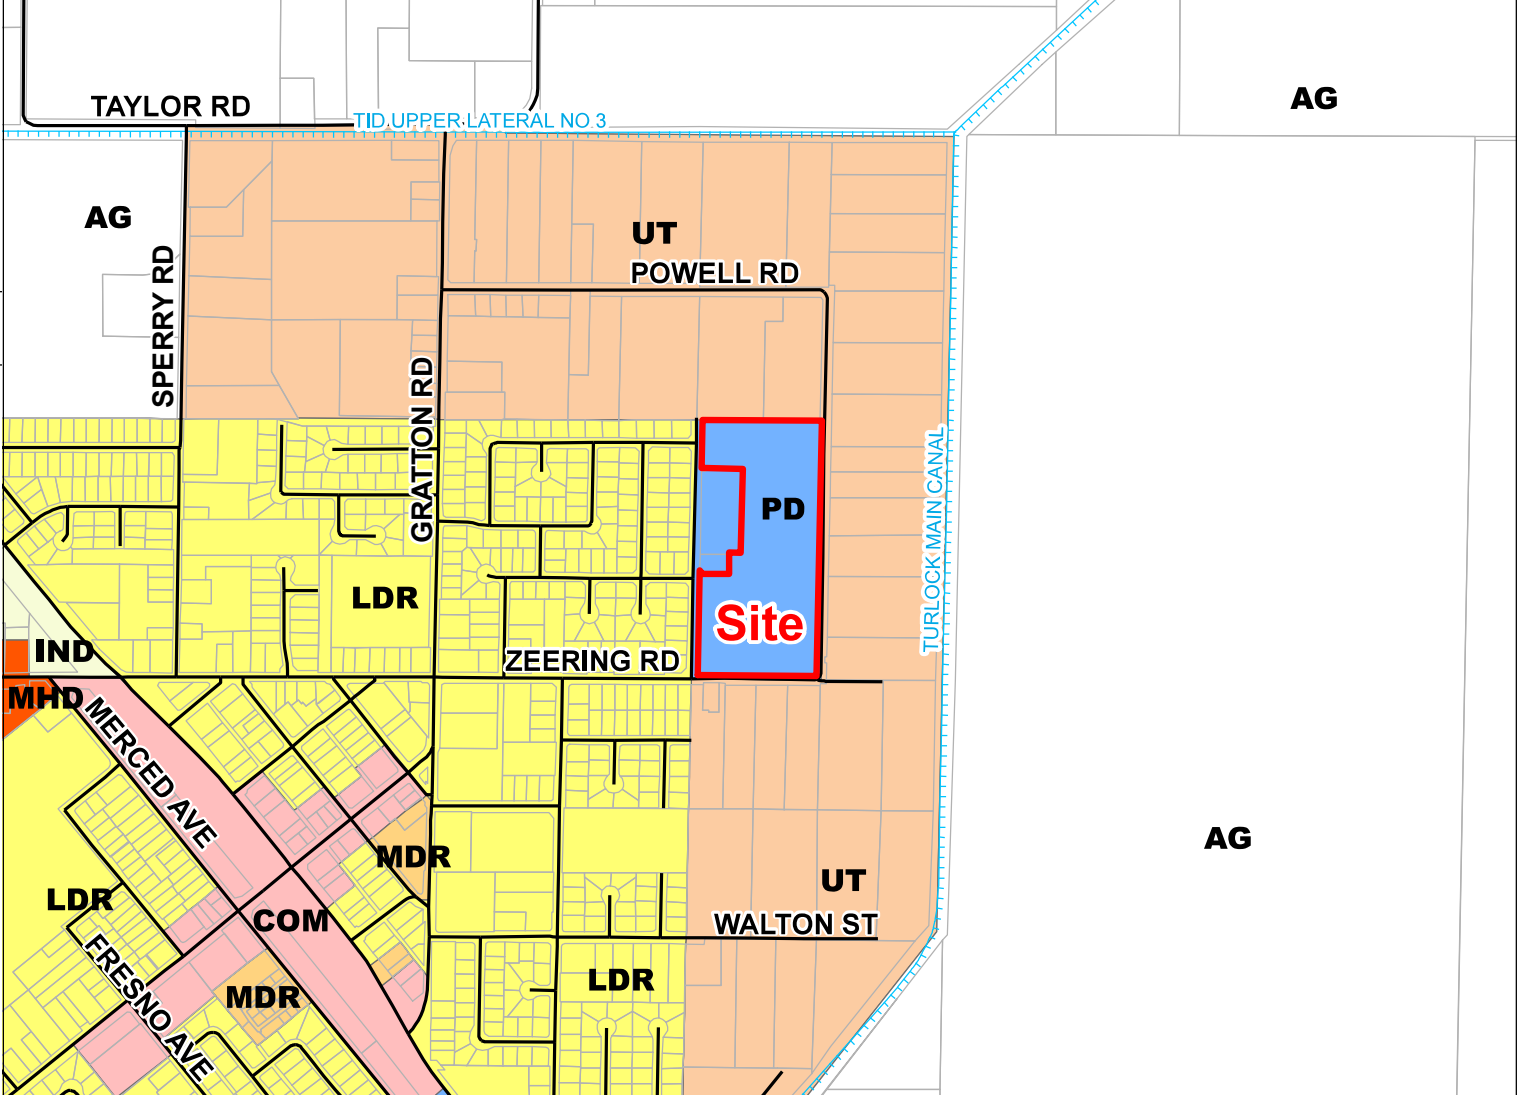 AG
TAYLOR RD
TID UPPER LATERAL NO 3
AG
UT
POWELL RD
SPERRY RD
GRATTON RD
TURLOCK MAIN CANAL
PD
LDR
Site
IND
ZEERING RD
MHD
MERCED AVE
AG
MDR
UT
LDR
COM
WALTON ST
FRESNO AVE
LDR
MDR